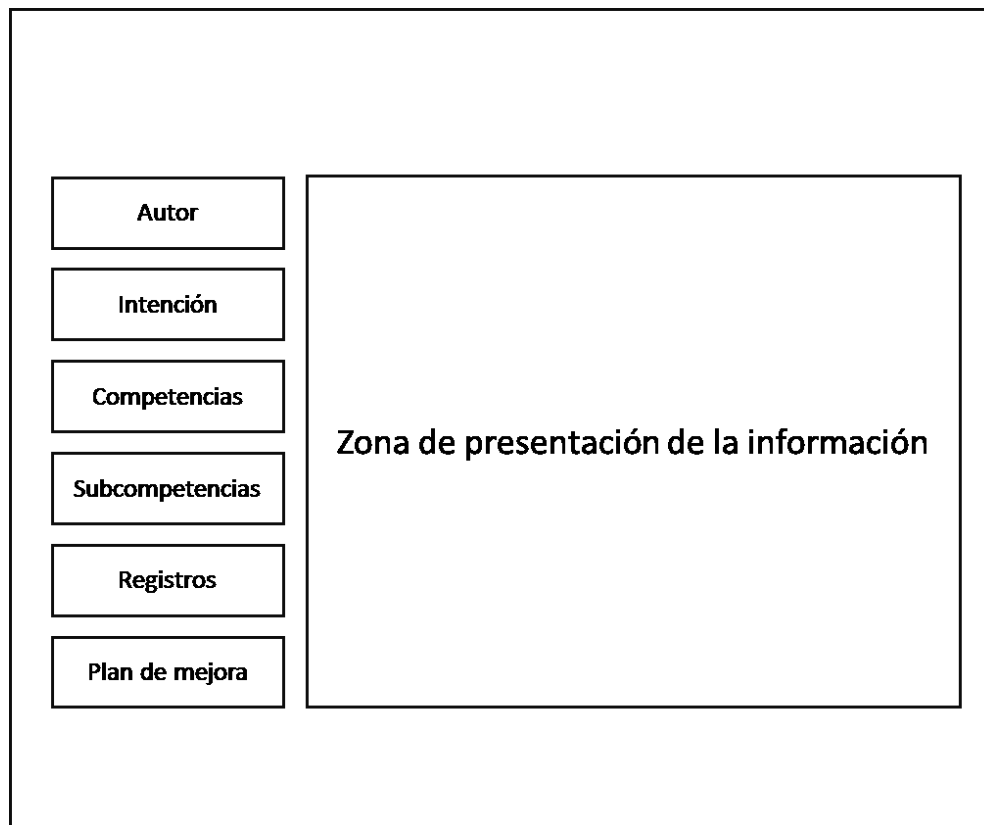 Autor
Intención
Competencias
Subcompetencias
Registros
Plan de mejora
Zona de presentación de la información